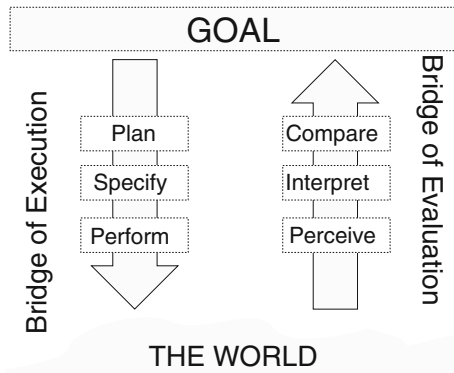 GOAL
Bridge of Execution
Plan
Specify
Perform
Compare
Interpret
Perceive
Bridge of Evaluation
THE WORLD